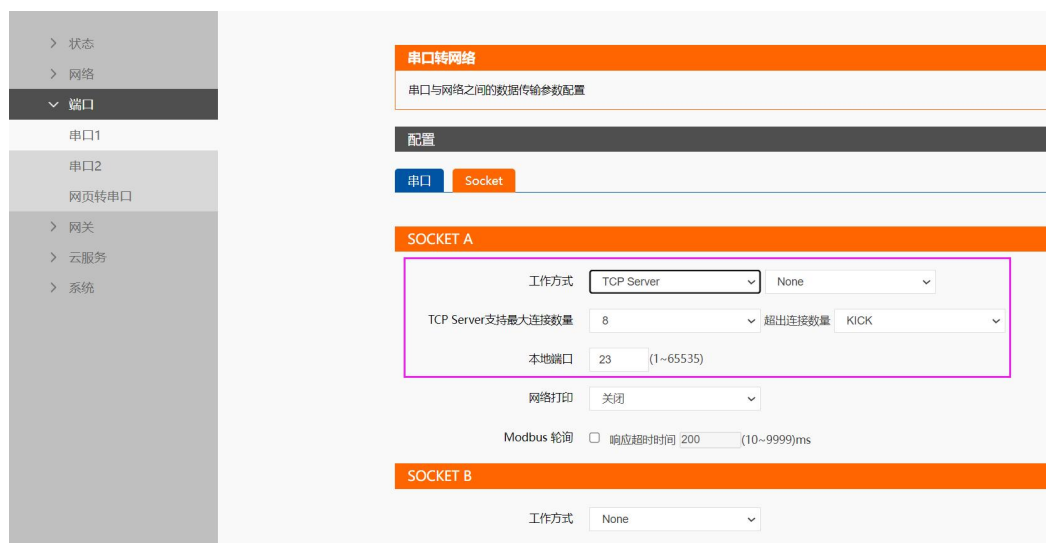 状态
网络
端口
串口1
串口2
网页转串口
网关
云服务
系统
串口转网络
串口与网络之间的数据传输参数配置
配置
串口 Socket
SOCKET A
工作方式 TCP Server None
TCP Server支持最大连接数量 8 超出连接数量 KICK
本地端口 23 (1~65535)
网络打印 关闭
Modbus 轮询 响应超时时间 200 (10~9999)ms
SOCKET B
工作方式 None